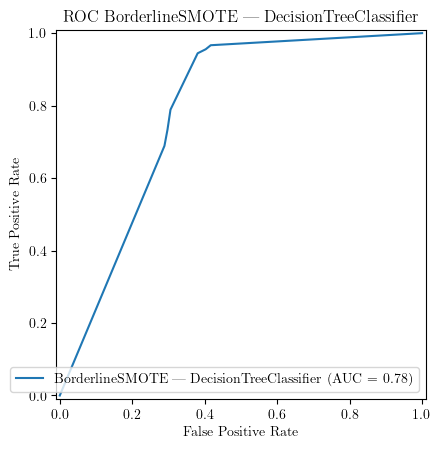 ROC BorderlineSMOTE — DecisionTreeClassifier
True Positive Rate
1.0
0.8
0.6
0.4
0.2
0.0
BorderlineSMOTE — DecisionTreeClassifier (AUC = 0.78)
0.0 0.2 0.4 0.6 0.8 1.0
False Positive Rate